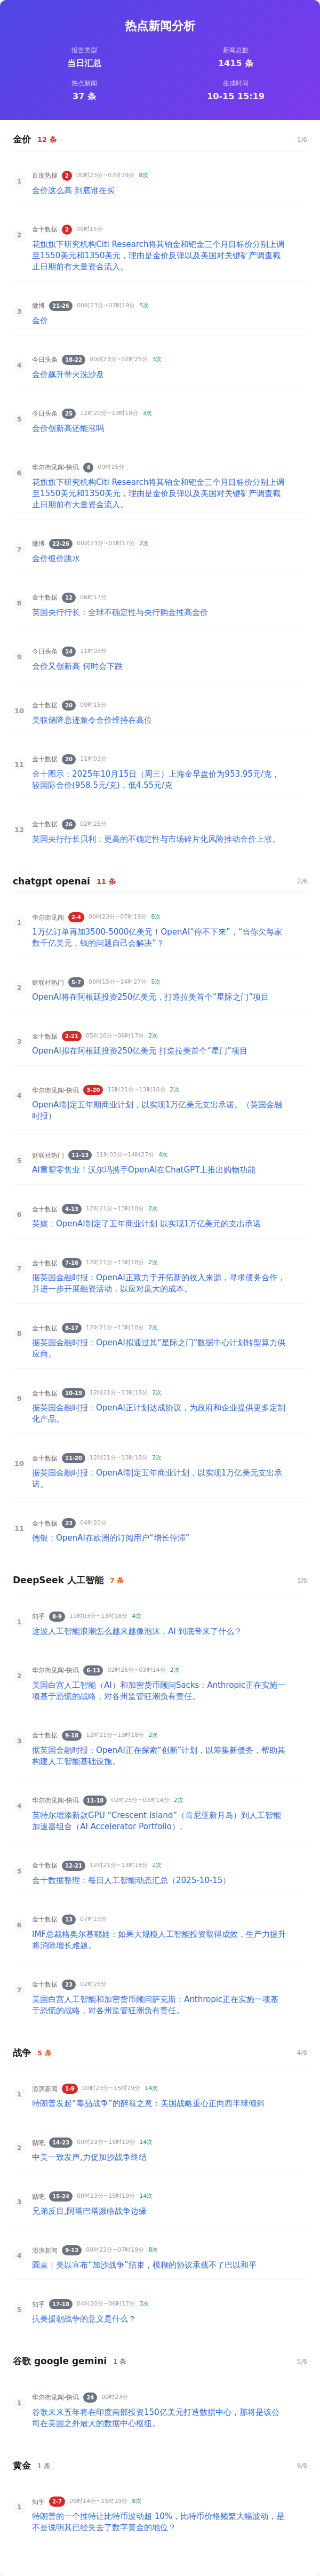 热点新闻分析
报告类型
新闻总数
当日汇总
1415 条
热点新闻
生成时间
37 条
10-15 15:19
金价 12 条 1/6
1
百度热搜 2 00时23分~07时19分 8次
金价这么高 到底谁在买
2
金十数据 2 09时15分
花旗旗下研究机构Citi Research将其铂金和钯金三个月目标价分别上调
至1550美元和1350美元，理由是金价反弹以及美国对关键矿产调查截
止日期前有大量资金流入。
3
微博 21-26 00时23分~07时19分 5次
金价
4
今日头条 18-22 00时23分~02时25分 3次
金价飙升带火洗沙盘
5
今日头条 25 12时20分~13时18分 3次
金价创新高还能涨吗
6
华尔街见闻-快讯 4 09时15分
花旗旗下研究机构Citi Research将其铂金和钯金三个月目标价分别上调
至1550美元和1350美元，理由是金价反弹以及美国对关键矿产调查截
止日期前有大量资金流入。
7
微博 22-26 00时23分~01时17分 2次
金价银价跳水
8
金十数据 12 06时17分
英国央行行长：全球不确定性与央行购金推高金价
9
今日头条 14 11时03分
金价又创新高 何时会下跌
10
金十数据 20 09时15分
美联储降息迹象令金价维持在高位
11
金十数据 20 11时03分
金十图示：2025年10月15日（周三）上海金早盘价为953.95元/克，
较国际金价(958.5元/克)，低4.55元/克
12
金十数据 26 02时25分
英国央行行长贝利：更高的不确定性与市场碎片化风险推动金价上涨。
chatgpt openai 11 条 2/6
1
华尔街见闻 2-4 00时23分~07时19分 8次
1万亿订单再加3500-5000亿美元！OpenAI“停不下来”，“当你欠每家
数千亿美元，钱的问题自己会解决”？
2
财联社热门 5-7 09时15分~14时27分 5次
OpenAI将在阿根廷投资250亿美元，打造拉美首个“星际之门”项目
3
金十数据 2-21 05时16分~06时17分 2次
OpenAI拟在阿根廷投资250亿美元 打造拉美首个“星门”项目
4
华尔街见闻-快讯 3-20 12时21分~13时18分 2次
OpenAI制定五年期商业计划，以实现1万亿美元支出承诺。（英国金融
时报）
5
财联社热门 11-13 11时03分~14时27分 4次
AI重塑零售业！沃尔玛携手OpenAI在ChatGPT上推出购物功能
6
金十数据 4-13 12时21分~13时18分 2次
英媒：OpenAI制定了五年商业计划 以实现1万亿美元的支出承诺
7
金十数据 7-16 12时21分~13时18分 2次
据英国金融时报：OpenAI正致力于开拓新的收入来源，寻求债务合作，
并进一步开展融资活动，以应对庞大的成本。
8
金十数据 8-17 12时21分~13时18分 2次
据英国金融时报：OpenAI拟通过其“星际之门”数据中心计划转型算力供
应商。
9
金十数据 10-19 12时21分~13时18分 2次
据英国金融时报：OpenAI正计划达成协议，为政府和企业提供更多定制
化产品。
10
金十数据 11-20 12时21分~13时18分 2次
据英国金融时报：OpenAI制定五年商业计划，以实现1万亿美元支出承
诺。
11
金十数据 23 04时20分
德银：OpenAI在欧洲的订阅用户“增长停滞”
DeepSeek 人工智能 7 条 3/6
1
知乎 8-9 11时03分~13时18分 4次
这波人工智能浪潮怎么越来越像泡沫，AI 到底带来了什么？
2
华尔街见闻-快讯 6-13 02时25分~03时14分 2次
美国白宫人工智能（AI）和加密货币顾问Sacks：Anthropic正在实施一
项基于恐慌的战略，对各州监管狂潮负有责任。
3
金十数据 9-18 12时21分~13时18分 2次
据英国金融时报：OpenAI正在探索“创新”计划，以筹集新债务，帮助其
构建人工智能基础设施。
4
华尔街见闻-快讯 11-18 02时25分~03时14分 2次
英特尔增添新款GPU “Crescent Island”（肯尼亚新月岛）到人工智能
加速器组合（AI Accelerator Portfolio）。
5
金十数据 12-21 12时21分~13时18分 2次
金十数据整理：每日人工智能动态汇总（2025-10-15）
6
金十数据 13 07时19分
IMF总裁格奥尔基耶娃：如果大规模人工智能投资取得成效，生产力提升
将消除增长难题。
7
金十数据 23 02时25分
美国白宫人工智能和加密货币顾问萨克斯：Anthropic正在实施一项基
于恐慌的战略，对各州监管狂潮负有责任。
战争 5 条 4/6
1
澎湃新闻 1-9 00时23分~15时19分 14次
特朗普发起“毒品战争”的醉翁之意：美国战略重心正向西半球倾斜
2
贴吧 14-23 00时23分~15时19分 14次
中美一致发声,力促加沙战争终结
3
贴吧 15-24 00时23分~15时19分 14次
兄弟反目,阿塔巴塔濒临战争边缘
4
澎湃新闻 9-13 00时23分~07时19分 8次
圆桌｜美以宣布“加沙战争”结束，模糊的协议承载不了巴以和平
5
知乎 17-18 04时20分~06时17分 3次
抗美援朝战争的意义是什么？
谷歌 google gemini 1 条 5/6
1
华尔街见闻-快讯 24 00时23分
谷歌未来五年将在印度南部投资150亿美元打造数据中心，那将是该公
司在美国之外最大的数据中心枢纽。
黄金 1 条 6/6
1
知乎 2-7 09时14分~15时19分 8次
特朗普的一个推特让比特币波动超 10%，比特币价格频繁大幅波动，是
不是说明其已经失去了数字黄金的地位？